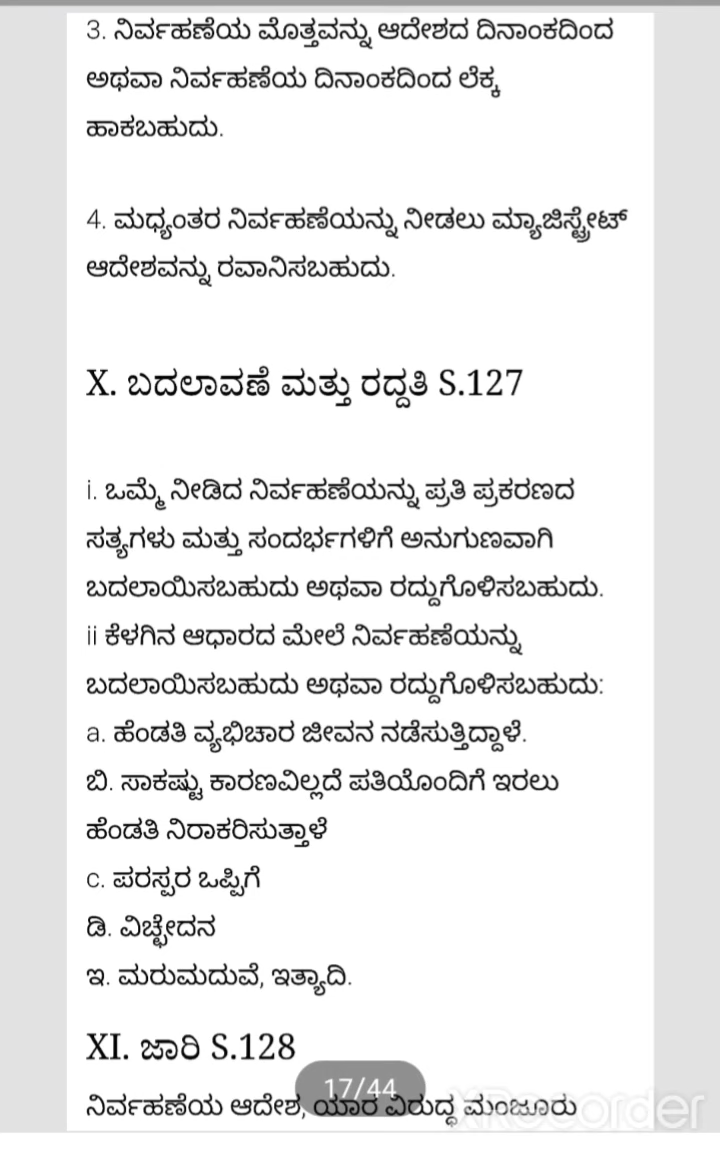 3. ನಿರ್ವಹಣೆಯ ಮೊತ್ತವನ್ನು ಆದೇಶದ ದಿನಾಂಕದಿಂದ
ಅಥವಾ ನಿರ್ವಹಣೆಯ ದಿನಾಂಕದಿಂದ ಲೆಕ್ಕ
ಹಾಕಬಹುದು.
4. ಮಧ್ಯಂತರ ನಿರ್ವಹಣೆಯನ್ನು ನೀಡಲು ಮ್ಯಾಜಿಸ್ಟ್ರೇಟ್
ಆದೇಶವನ್ನು ರವಾನಿಸಬಹುದು.
X. ಬದಲಾವಣೆ ಮತ್ತು ರದ್ದತಿ S.127
i. ಒಮ್ಮೆ ನೀಡಿದ ನಿರ್ವಹಣೆಯನ್ನು ಪ್ರತಿ ಪ್ರಕರಣದ
ಸತ್ಯಗಳು ಮತ್ತು ಸಂದರ್ಭಗಳಿಗೆ ಅನುಗುಣವಾಗಿ
ಬದಲಾಯಿಸಬಹುದು ಅಥವಾ ರದ್ದುಗೊಳಿಸಬಹುದು.
ii ಕೆಳಗಿನ ಆಧಾರದ ಮೇಲೆ ನಿರ್ವಹಣೆಯನ್ನು
ಬದಲಾಯಿಸಬಹುದು ಅಥವಾ ರದ್ದುಗೊಳಿಸಬಹುದು:
a. ಹೆಂಡತಿ ವ್ಯಭಿಚಾರ ಜೀವನ ನಡೆಸುತ್ತಿದ್ದಾಳೆ.
ಬಿ. ಸಾಕಷ್ಟು ಕಾರಣವಿಲ್ಲದೆ ಪತಿಯೊಂದಿಗೆ ಇರಲು
ಹೆಂಡತಿ ನಿರಾಕರಿಸುತ್ತಾಳೆ
c. ಪರಸ್ಪರ ಒಪ್ಪಿಗೆ
ಡಿ. ವಿಚ್ಛೇದನ
ಇ. ಮರುಮದುವೆ, ಇತ್ಯಾದಿ.
XI. ಜಾರಿ S.128
17/44
ನಿರ್ವಹಣೆಯ ಆದೇಶ, ಯಾರ ವಿರುದ್ಧ ಮಂಜೂರು
XRecorder